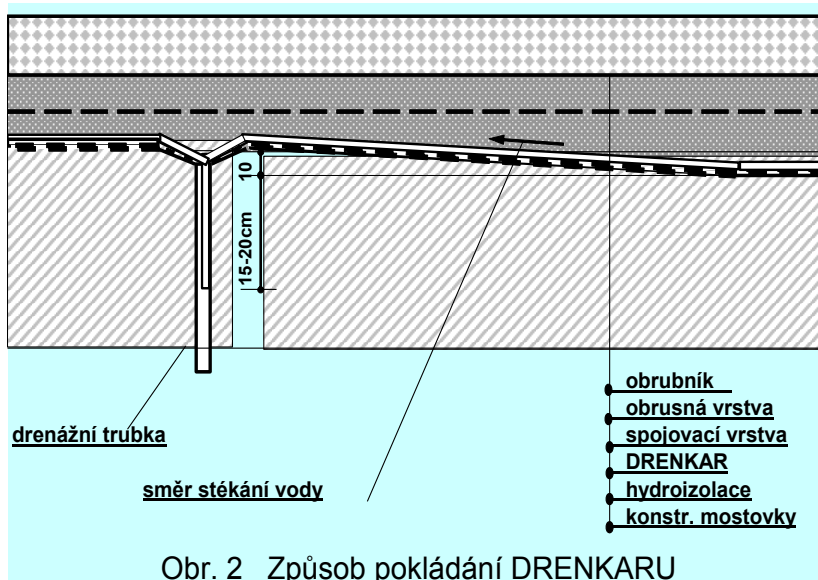 10
15-20cm
drenážní trubka
směr stékání vody
obrubník
obrusná vrstva
spojovací vrstva
DRENKAR
hydroizolace
konstr. mostovky
Obr. 2 Způsob pokládání DRENKARU